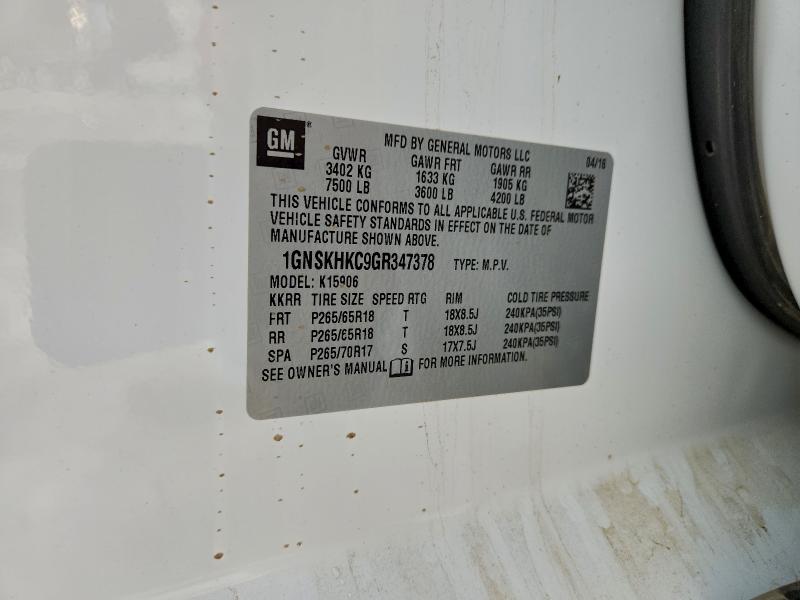 GM ®
MFD BY GENERAL MOTORS LLC 04/16
GVWR GAWR FRT GAWR RR
3402 KG 1633 KG 1905 KG
7500 LB 3600 LB 4200 LB
THIS VEHICLE CONFORMS TO ALL APPLICABLE U.S. FEDERAL MOTOR
VEHICLE SAFETY STANDARDS IN EFFECT ON THE DATE OF
MANUFACTURE SHOWN ABOVE.
1GNSKHKC9GR347378 TYPE: M.P.V.
MODEL: K15906
KKRR TIRE SIZE SPEED RTG RIM COLD TIRE PRESSURE
FRT P265/65R18 T 18X8.5J 240KPA(35PSI)
RR P265/65R18 T 18X8.5J 240KPA(35PSI)
SPA P265/70R17 S 17X7.5J 240KPA(35PSI)
SEE OWNER'S MANUAL FOR MORE INFORMATION.